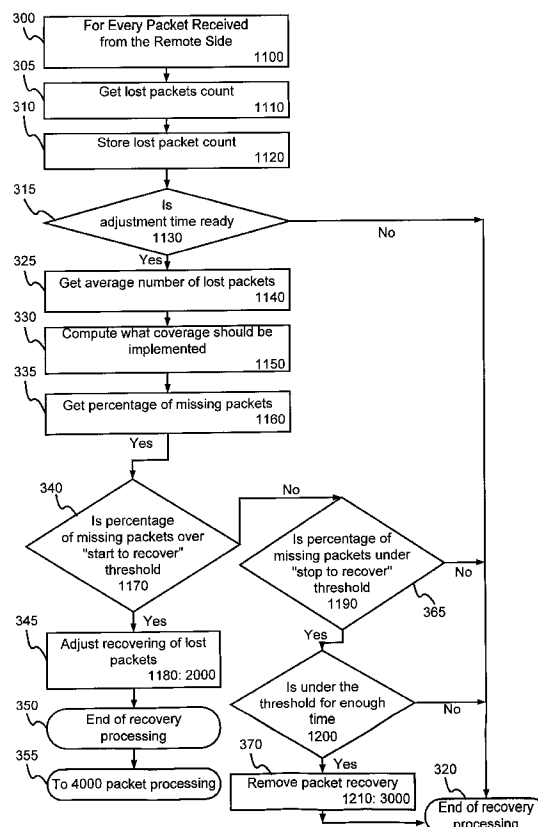 300
For Every Packet Received
from the Remote Side
1100
305
Get lost packets count
1110
310
Store lost packet count
1120
315
Is
adjustment time ready
1130
No
Yes
325
Get average number of lost packets
1140
330
Compute what coverage should be
implemented
1150
335
Get percentage of missing packets
1160
Yes
340
Is percentage
of missing packets over
"start to recover"
threshold
1170
No
Is percentage of
missing packets under
"stop to recover"
threshold
1190
No
365
Yes
Yes
345
Adjust recovering of lost
packets
1180: 2000
Is under the
threshold for enough
time
1200
No
350
End of recovery
processing
355
To 4000 packet processing
370
Yes
Remove packet recovery
1210: 3000
320
End of recovery
processing